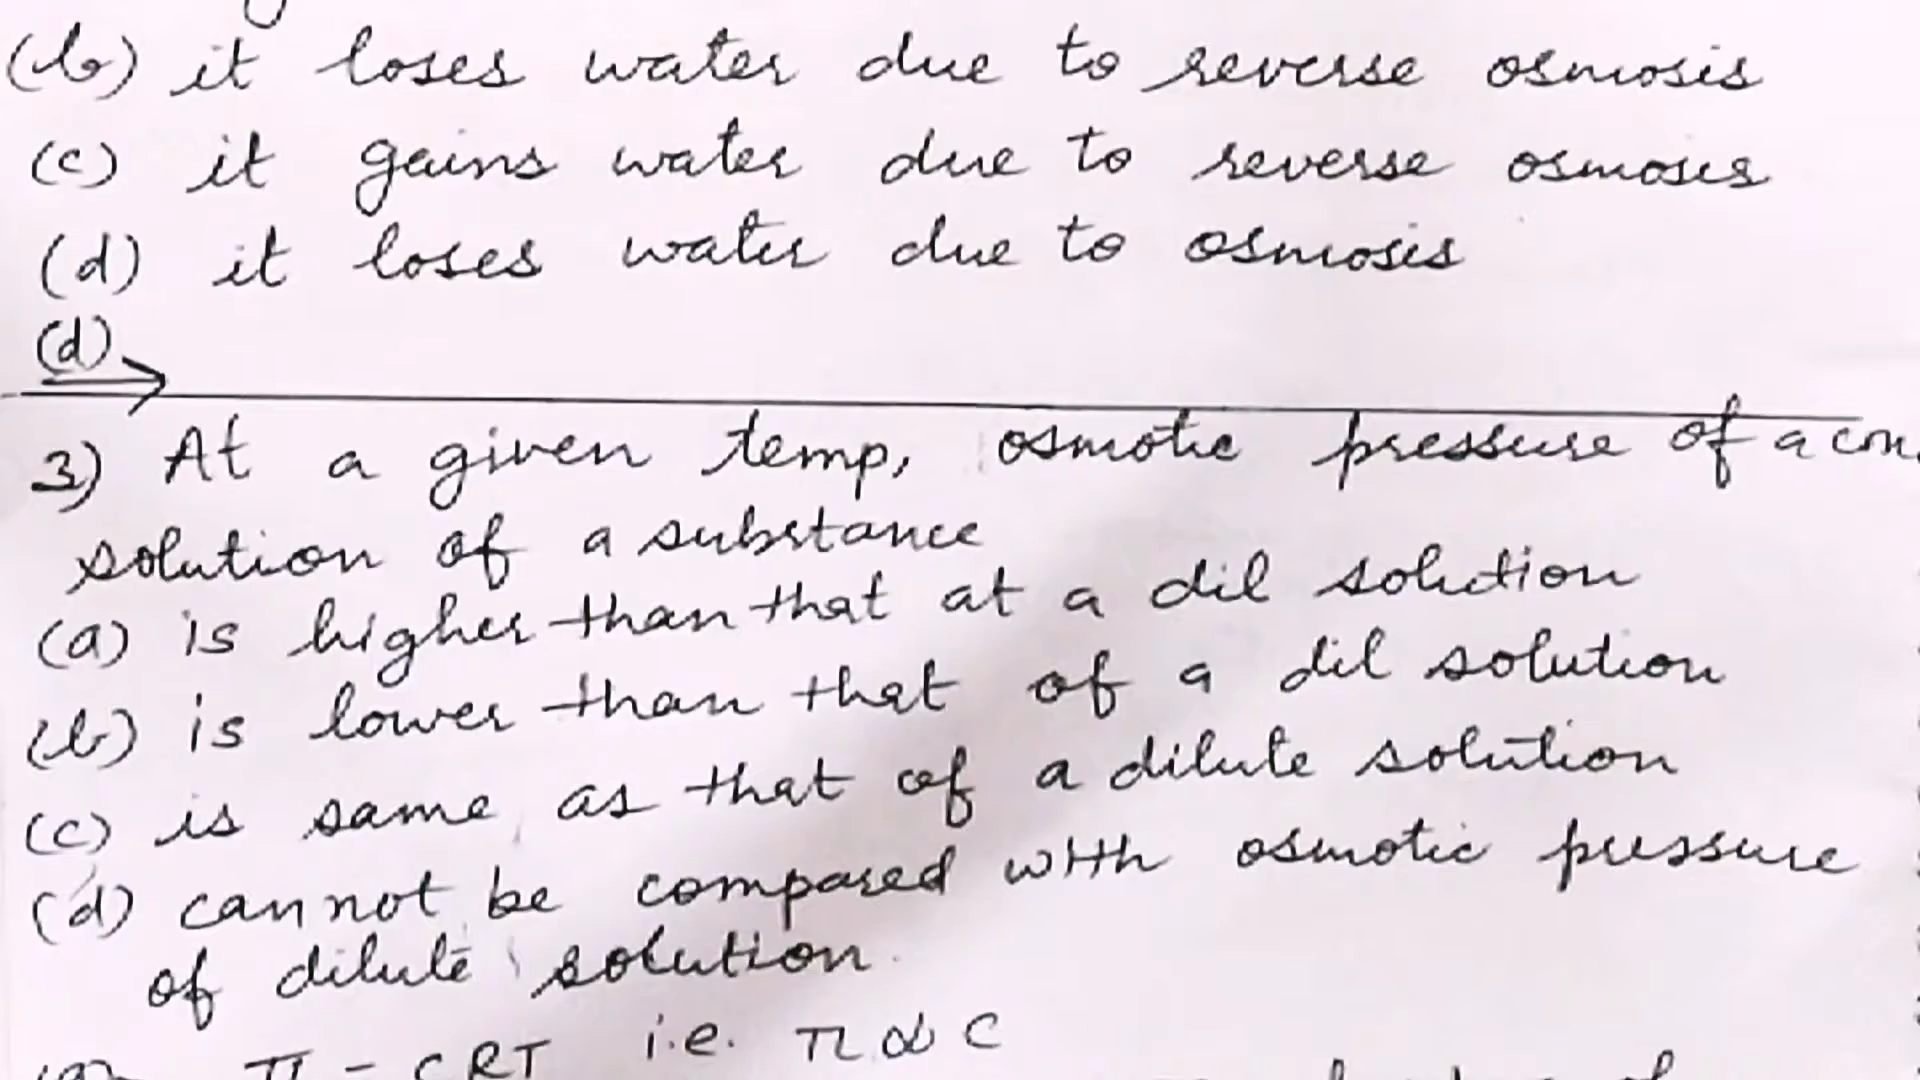 (b) it loses water due to reverse osmosis
(c) it gains water due to reverse osmosis
(d) it loses water due to osmosis
(d)
3) At a given temp, osmotic pressure of a con
solution of a substance
(a) is higher than that at a dil solution
(b) is lower than that of a dil solution
(c) is same as that of a dilute solution
(d) cannot be compared with osmotic pressure
of dilute solution
π = CRT i.e. π ∝ C